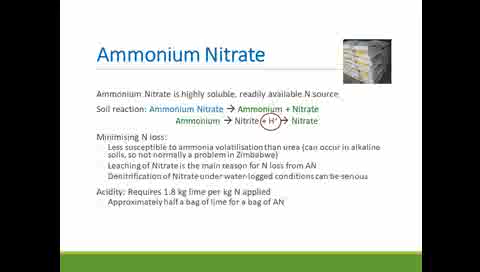 Ammonium Nitrate
Ammonium Nitrate is highly soluble, readily available N source
Soil reaction: Ammonium Nitrate → Ammonium + Nitrate
Ammonium → Nitrite + H⁺ → Nitrate
Minimising N loss:
Less susceptible to ammonia volatilisation than urea (can occur in alkaline
soils, so not normally a problem in Zimbabwe)
Leaching of Nitrate is the main reason for N loss from AN
Denitrification of Nitrate under water-logged conditions can be serious
Acidity: Requires 1.8 kg lime per kg N applied
Approximately half a bag of lime for a bag of AN